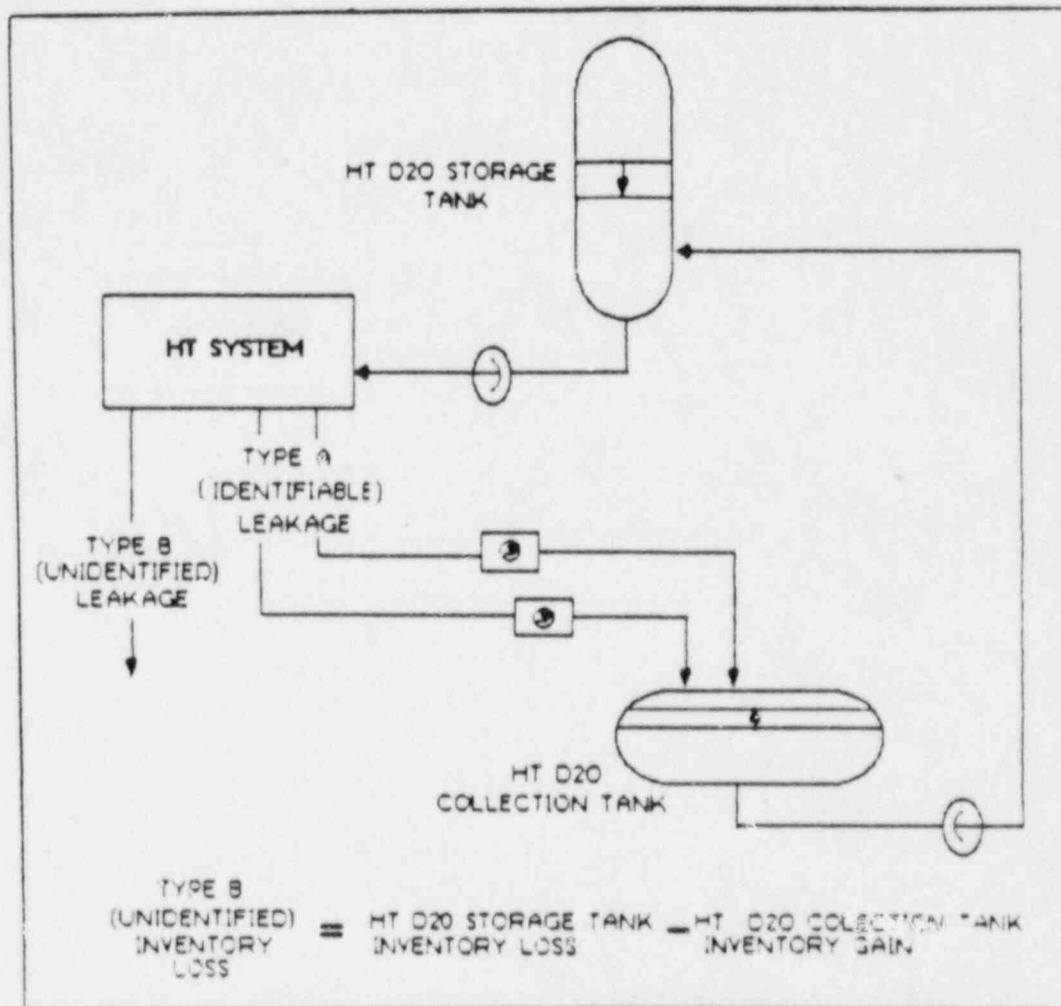 HT D2O STORAGE
TANK
HT SYSTEM
TYPE A
(IDENTIFIABLE)
LEAKAGE
TYPE B
(UNIDENTIFIED)
LEAKAGE
HT D2O
COLLECTION TANK
TYPE B
(UNIDENTIFIED)
INVENTORY
LOSS
=
HT D2O STORAGE TANK
INVENTORY LOSS
–
HT D2O COLECTION TANK
INVENTORY GAIN